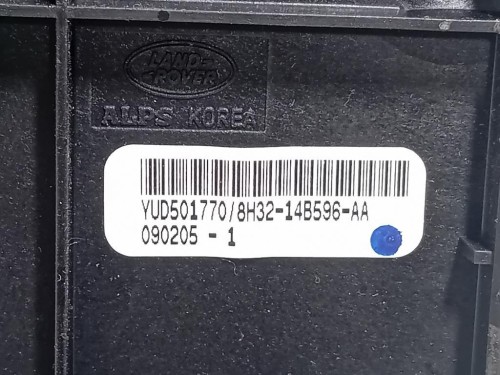 LAND
ROVER
ALPS KOREA
YUD501770/8H32-14B596-AA
090205 - 1